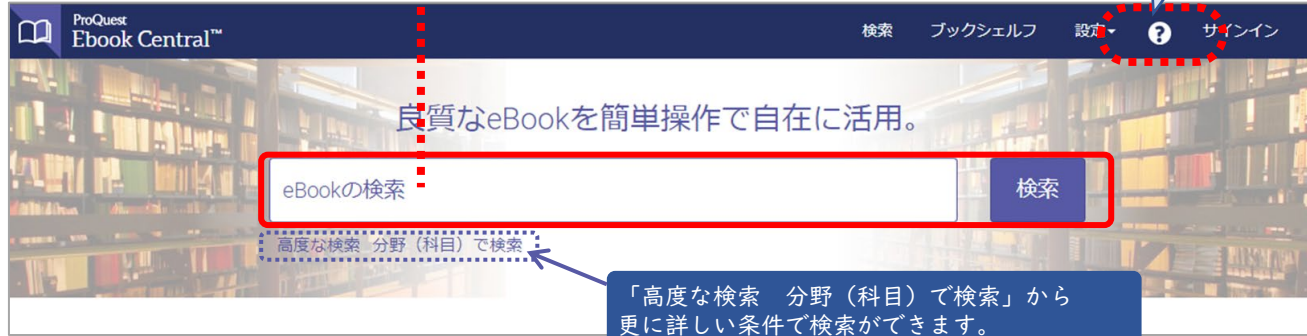 ProQuest
Ebook Central™
検索 ブックシェルフ 設定 ? サインイン
良質なeBookを簡単操作で自在に活用。
eBookの検索
検索
高度な検索 分野（科目）で検索
「高度な検索　分野（科目）で検索」から
更に詳しい条件で検索ができます。